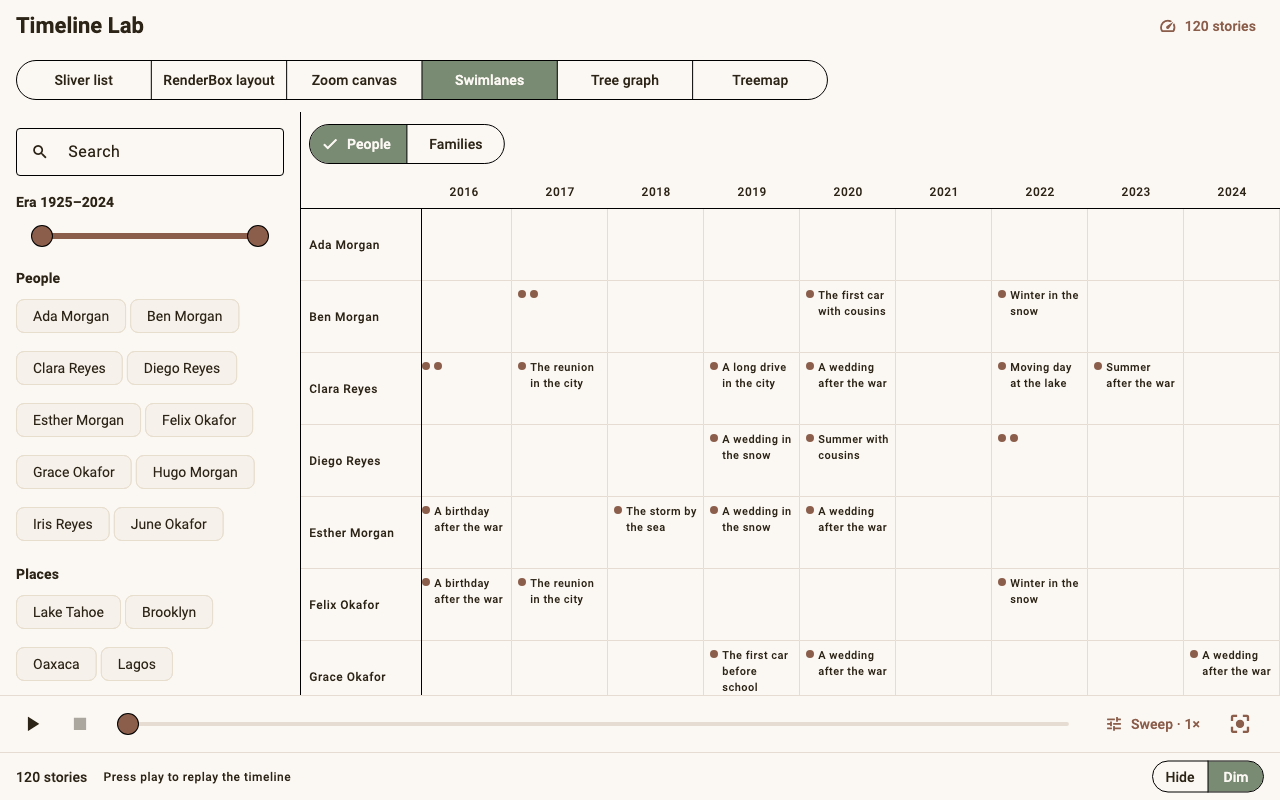 Timeline Lab
120 stories
Sliver list
RenderBox layout
Zoom canvas
Swimlanes
Tree graph
Treemap
Search
Era 1925–2024
People
Ada Morgan
Ben Morgan
Clara Reyes
Diego Reyes
Esther Morgan
Felix Okafor
Grace Okafor
Hugo Morgan
Iris Reyes
June Okafor
Places
Lake Tahoe
Brooklyn
Oaxaca
Lagos
People
Families
2016
2017
2018
2019
2020
2021
2022
2023
2024
Ada Morgan
Ben Morgan
The first car
with cousins
Winter in the
snow
Clara Reyes
The reunion
in the city
A long drive
in the city
A wedding
after the war
Moving day
at the lake
Summer
after the war
Diego Reyes
A wedding in
the snow
Summer with
cousins
Esther Morgan
A birthday
after the war
The storm by
the sea
A wedding in
the snow
A wedding
after the war
Felix Okafor
A birthday
after the war
The reunion
in the city
Winter in the
snow
Grace Okafor
The first car
before
school
A wedding
after the war
A wedding
after the war
Sweep · 1×
120 stories
Press play to replay the timeline
Hide
Dim